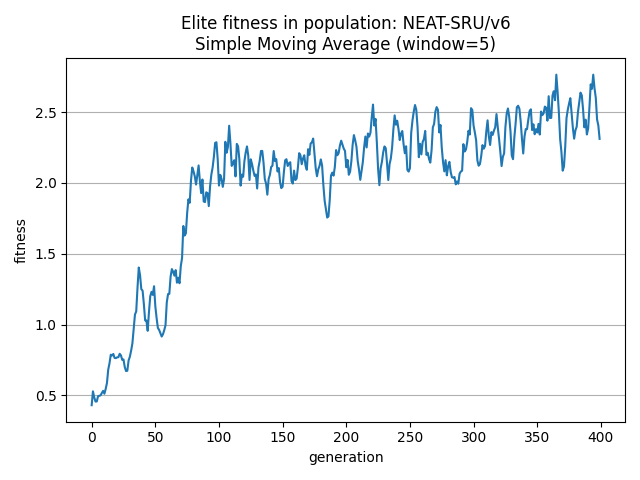 Elite fitness in population: NEAT-SRU/v6
Simple Moving Average (window=5)
fitness
2.5
2.0
1.5
1.0
0.5
0 50 100 150 200 250 300 350 400
generation